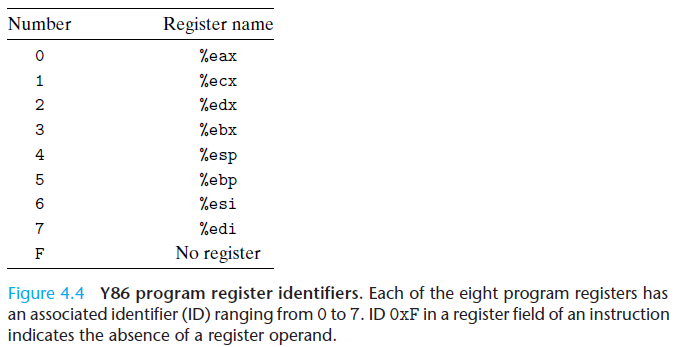 Number Register name
0 %eax
1 %ecx
2 %edx
3 %ebx
4 %esp
5 %ebp
6 %esi
7 %edi
F No register
Figure 4.4 Y86 program register identifiers. Each of the eight program registers has
an associated identifier (ID) ranging from 0 to 7. ID 0xF in a register field of an instruction
indicates the absence of a register operand.